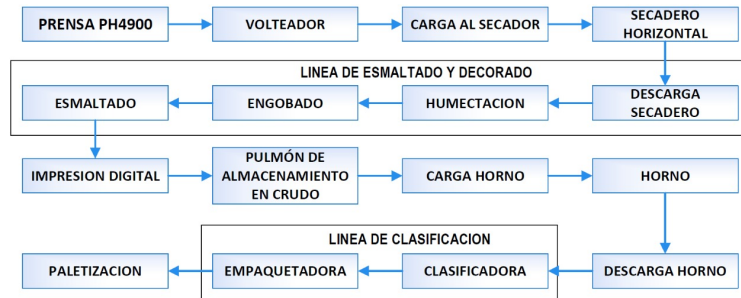 PRENSA PH4900
VOLTEADOR
CARGA AL SECADOR
SECADERO
HORIZONTAL
LINEA DE ESMALTADO Y DECORADO
ESMALTADO
ENGOBADO
HUMECTACION
DESCARGA
SECADERO
IMPRESION DIGITAL
PULMÓN DE
ALMACENAMIENTO
EN CRUDO
CARGA HORNO
HORNO
LINEA DE CLASIFICACION
PALETIZACION
EMPAQUETADORA
CLASIFICADORA
DESCARGA HORNO